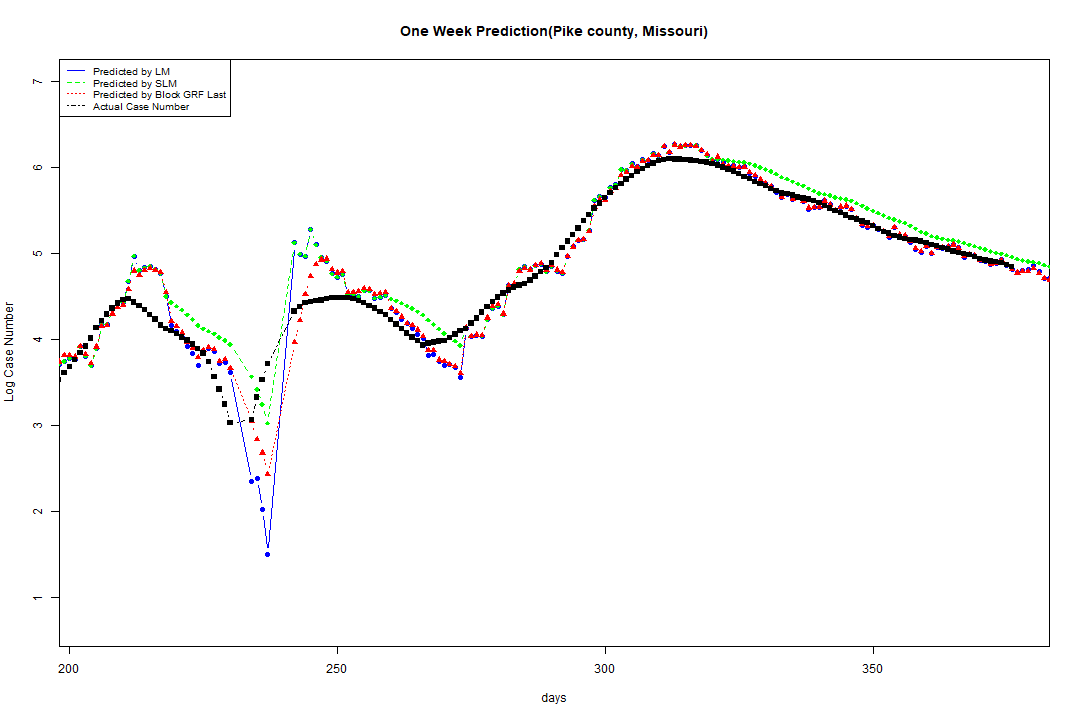 One Week Prediction(Pike county, Missouri)
Predicted by LM
Predicted by SLM
Predicted by Block GRF Last
Actual Case Number
Log Case Number
7
6
5
4
3
2
1
200 250 300 350
days